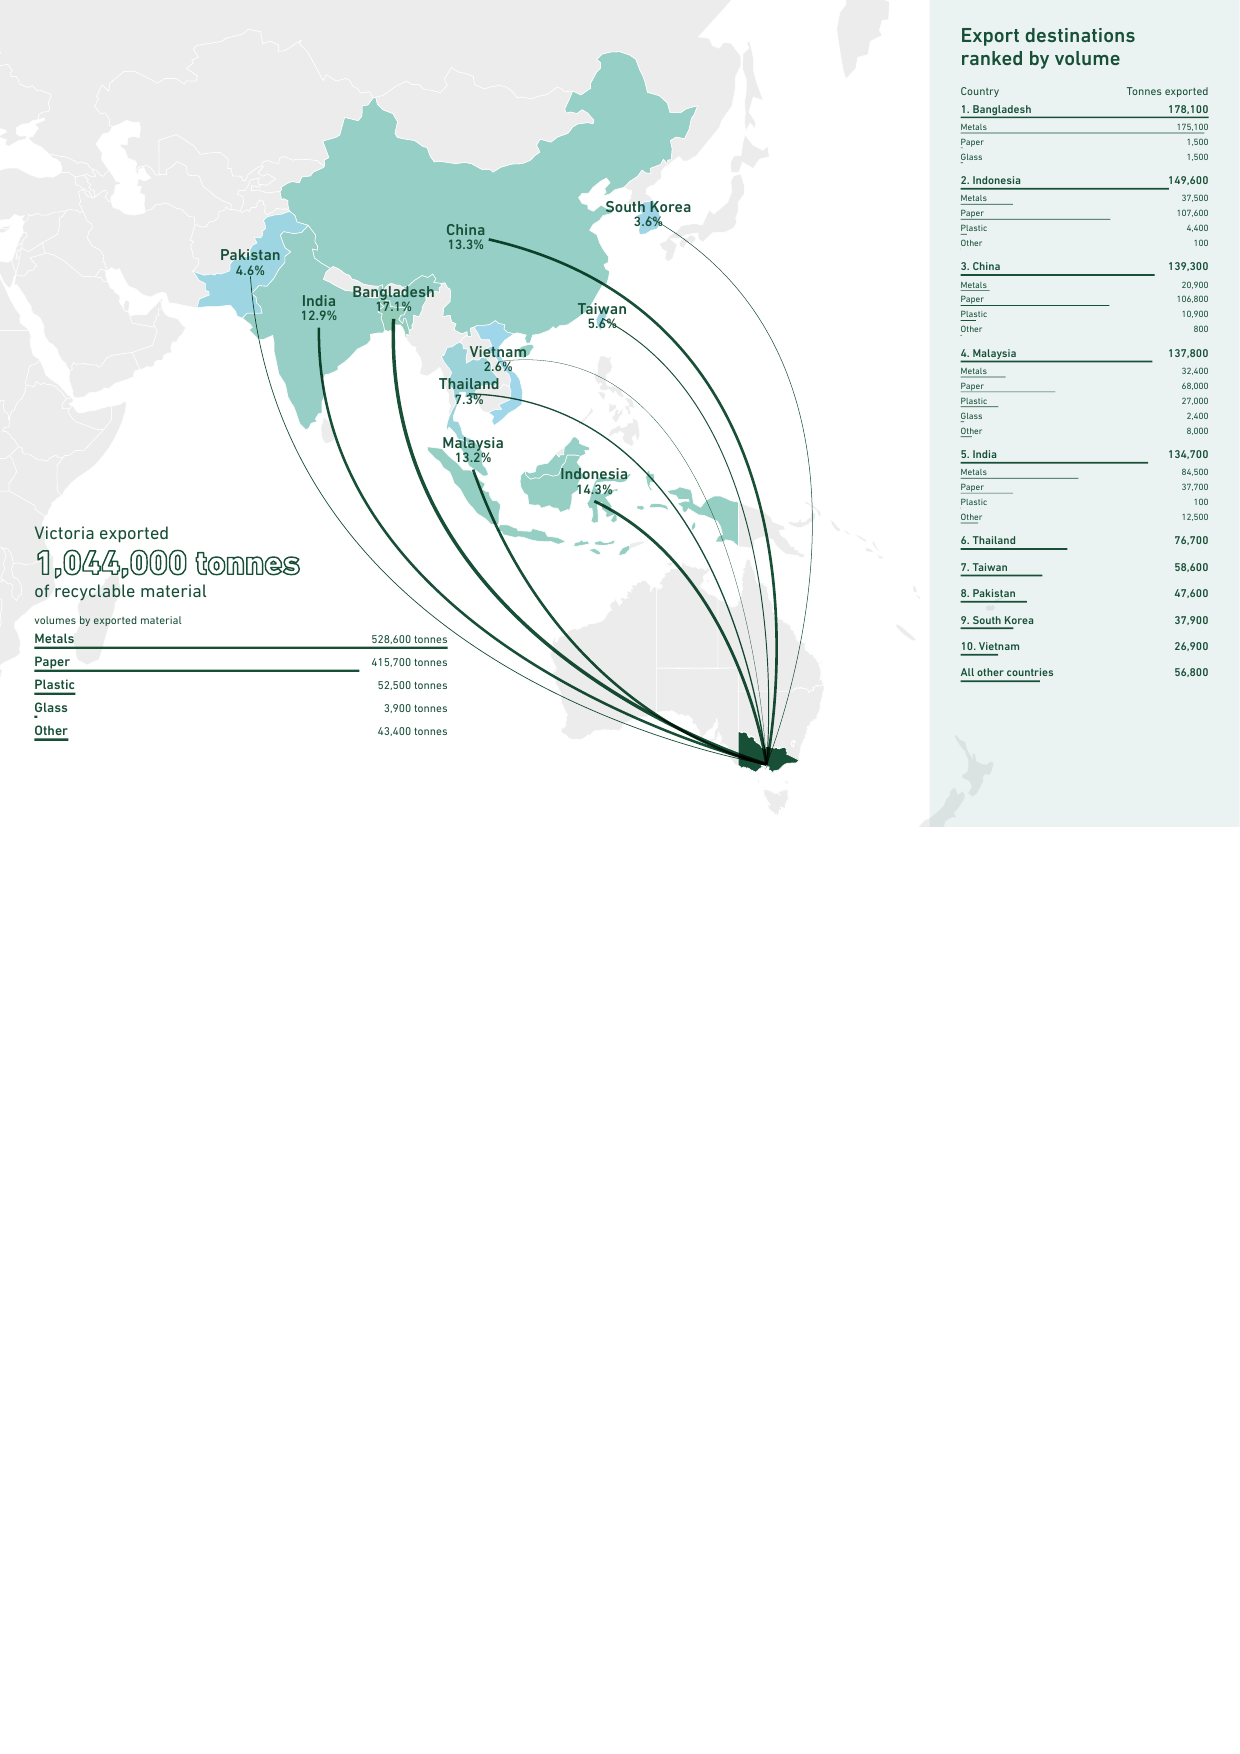 South Korea
3.6%
China
13.3%
Pakistan
4.6%
India
12.9%
Bangladesh
17.1%
Taiwan
5.6%
Vietnam
2.6%
Thailand
7.3%
Malaysia
13.2%
Indonesia
14.3%
Victoria exported
1,044,000 tonnes
of recyclable material
volumes by exported material
Metals 528,600 tonnes
Paper 415,700 tonnes
Plastic 52,500 tonnes
Glass 3,900 tonnes
Other 43,400 tonnes
Export destinations
ranked by volume
Country Tonnes exported
1. Bangladesh 178,100
Metals 175,100
Paper 1,500
Glass 1,500
2. Indonesia 149,600
Metals 37,500
Paper 107,600
Plastic 4,400
Other 100
3. China 139,300
Metals 20,900
Paper 106,800
Plastic 10,900
Other 800
4. Malaysia 137,800
Metals 32,400
Paper 68,000
Plastic 27,000
Glass 2,400
Other 8,000
5. India 134,700
Metals 84,500
Paper 37,700
Plastic 100
Other 12,500
6. Thailand 76,700
7. Taiwan 58,600
8. Pakistan 47,600
9. South Korea 37,900
10. Vietnam 26,900
All other countries 56,800